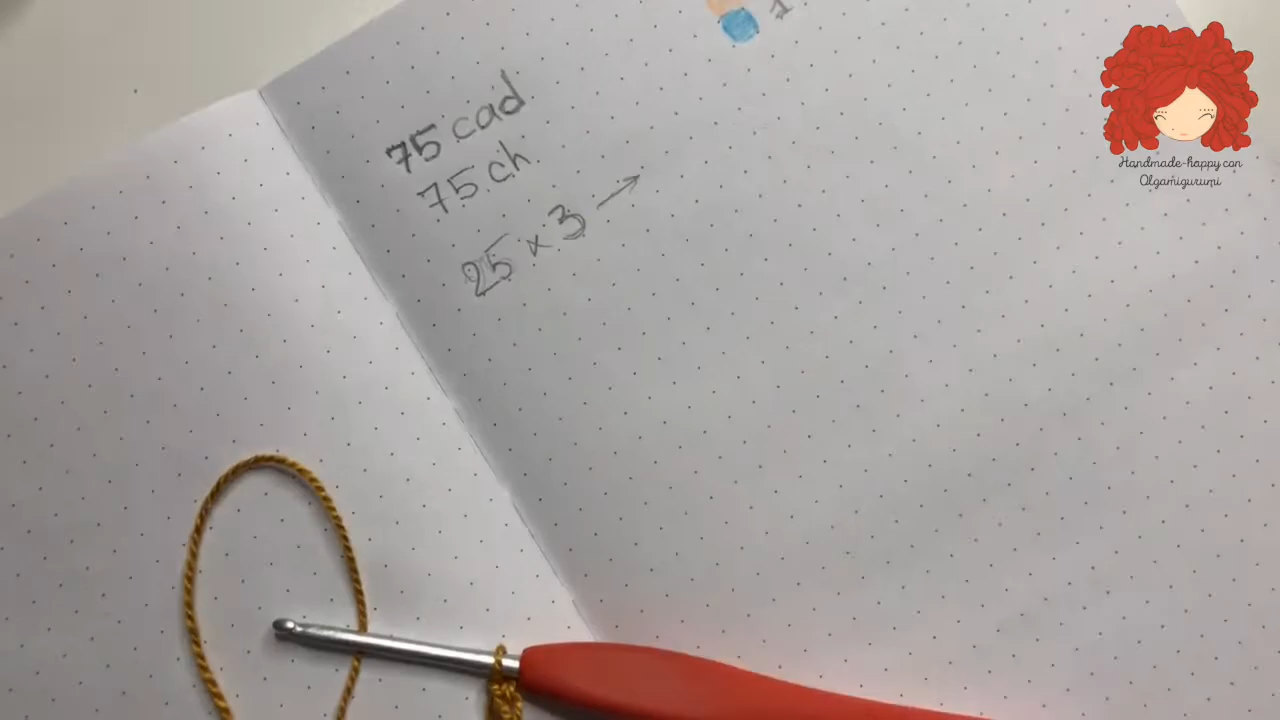 75 cad
75 ch
25 x 3 →
Handmade-happy con
Olgamigurumi